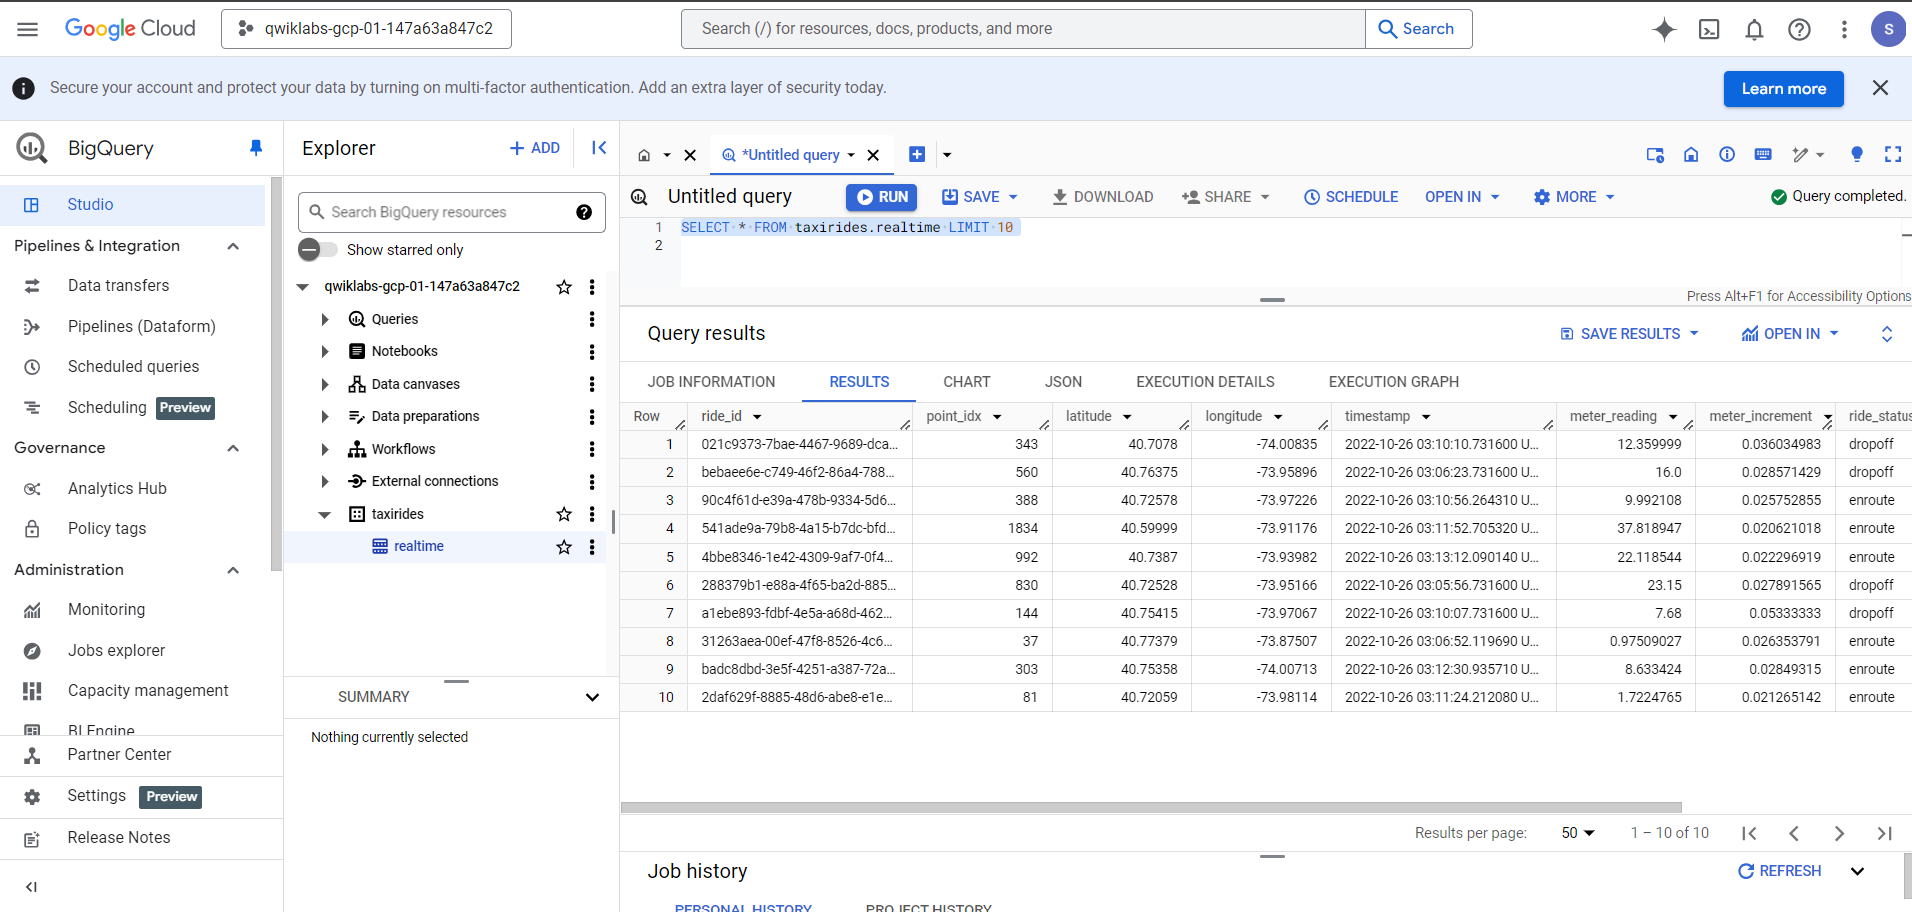 Google Cloud
qwiklabs-gcp-01-147a63a847c2
Search (/) for resources, docs, products, and more
Search
S
Secure your account and protect your data by turning on multi-factor authentication. Add an extra layer of security today.
Learn more
BigQuery
Studio
Pipelines & Integration
Data transfers
Pipelines (Dataform)
Scheduled queries
Scheduling Preview
Governance
Analytics Hub
Policy tags
Administration
Monitoring
Jobs explorer
Capacity management
BI Engine
Partner Center
Settings Preview
Release Notes
Explorer
+ ADD
Search BigQuery resources
Show starred only
qwiklabs-gcp-01-147a63a847c2
Queries
Notebooks
Data canvases
Data preparations
Workflows
External connections
taxirides
realtime
SUMMARY
Nothing currently selected
*Untitled query
Untitled query RUN SAVE DOWNLOAD SHARE SCHEDULE OPEN IN MORE Query completed.
1 SELECT * FROM taxirides.realtime LIMIT 10
2
Press Alt+F1 for Accessibility Options
Query results
SAVE RESULTS OPEN IN
JOB INFORMATION RESULTS CHART JSON EXECUTION DETAILS EXECUTION GRAPH
Row ride_id point_idx latitude longitude timestamp meter_reading meter_increment ride_status
1 021c9373-7bae-4467-9689-dca... 343 40.7078 -74.00835 2022-10-26 03:10:10.731600 U... 12.359999 0.036034983 dropoff
2 bebaee6e-c749-46f2-86a4-788... 560 40.76375 -73.95896 2022-10-26 03:06:23.731600 U... 16.0 0.028571429 dropoff
3 90c4f61d-e39a-478b-9334-5d6... 388 40.72578 -73.97226 2022-10-26 03:10:56.264310 U... 9.992108 0.025752855 enroute
4 541ade9a-79b8-4a15-b7dc-bfd... 1834 40.59999 -73.91176 2022-10-26 03:11:52.705320 U... 37.818947 0.020621018 enroute
5 4bbe8346-1e42-4309-9af7-0f4... 992 40.7387 -73.93982 2022-10-26 03:13:12.090140 U... 22.118544 0.022296919 enroute
6 288379b1-e88a-4f65-ba2d-885... 830 40.72528 -73.95166 2022-10-26 03:05:56.731600 U... 23.15 0.027891565 dropoff
7 a1ebe893-fdbf-4e5a-a68d-462... 144 40.75415 -73.97067 2022-10-26 03:10:07.731600 U... 7.68 0.05333333 dropoff
8 31263aea-00ef-47f8-8526-4c6... 37 40.77379 -73.87507 2022-10-26 03:06:52.119690 U... 0.97509027 0.026353791 enroute
9 badc8dbd-3e5f-4251-a387-72a... 303 40.75358 -74.00713 2022-10-26 03:12:30.935710 U... 8.633424 0.02849315 enroute
10 2daf629f-8885-48d6-abe8-e1e... 81 40.72059 -73.98114 2022-10-26 03:11:24.212080 U... 1.7224765 0.021265142 enroute
Results per page: 50 1 – 10 of 10
Job history
REFRESH
PERSONAL HISTORY PROJECT HISTORY